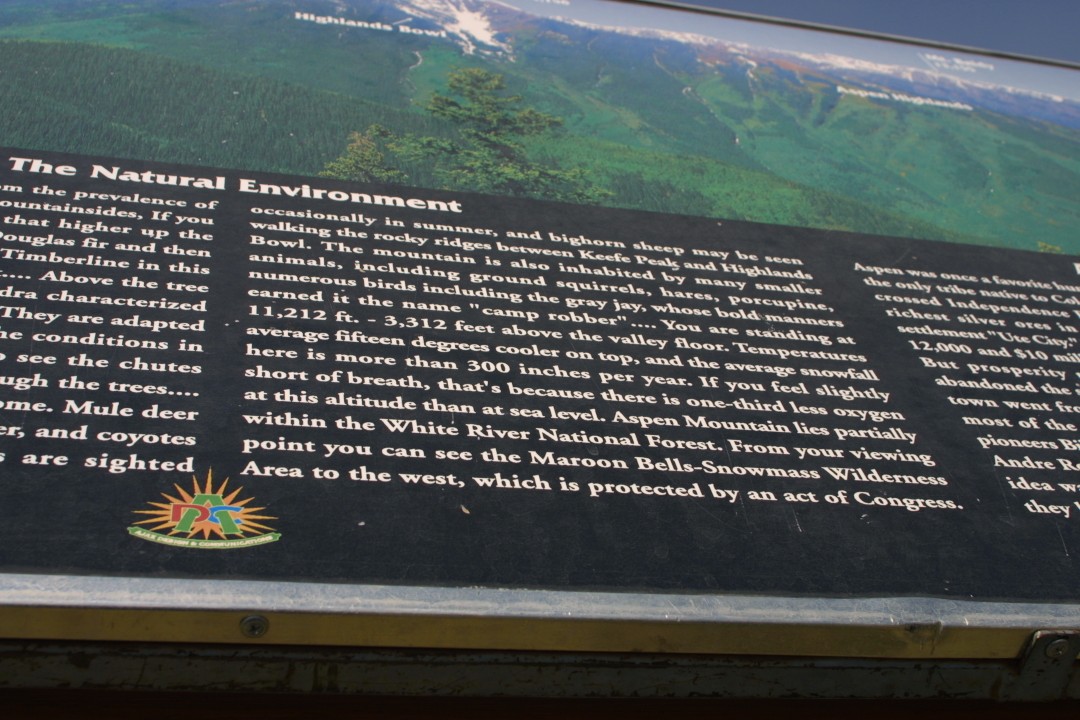 Highlands Bowl
Aspen Highlands
The Natural Environment
the prevalence of
If you
that higher up the
Douglas fir and then
Timberline in this
.... Above the tree
characterized
They are adapted
conditions in
see the chutes
the trees....
Mule deer
and coyotes
are sighted
occasionally in summer, and bighorn sheep may be seen
walking the rocky ridges between Keefe Peak and Highlands
Bowl. The mountain is also inhabited by many smaller
animals, including ground squirrels, hares, porcupine,
numerous birds including the gray jay, whose bold manners
earned it the name "camp robber".... You are standing at
11,212 ft. - 3,312 feet above the valley floor. Temperatures
average fifteen degrees cooler on top, and the average snowfall
here is more than 300 inches per year. If you feel slightly
short of breath, that's because there is one-third less oxygen
at this altitude than at sea level. Aspen Mountain lies partially
within the White River National Forest. From your viewing
point you can see the Maroon Bells-Snowmass Wilderness
Area to the west, which is protected by an act of Congress.
Aspen was once a favorite
the only tribe native to
crossed Independence
richest silver ores in
settlement "Ute City,"
12,000 and $10
But prosperity
abandoned
town went
most of the
pioneers
Andre
idea
they
AJAX DESIGN & COMMUNICATIONS